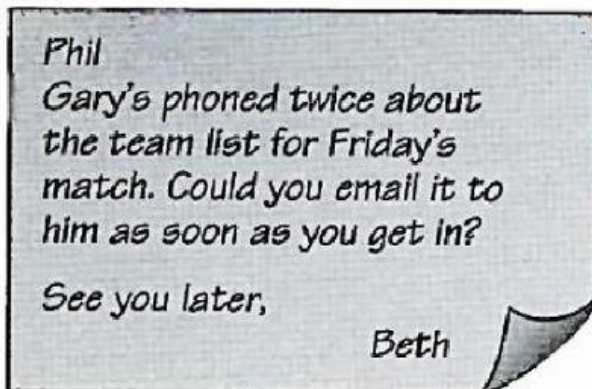 Phil
Gary's phoned twice about
the team list for Friday's
match. Could you email it to
him as soon as you get in?
See you later,
Beth